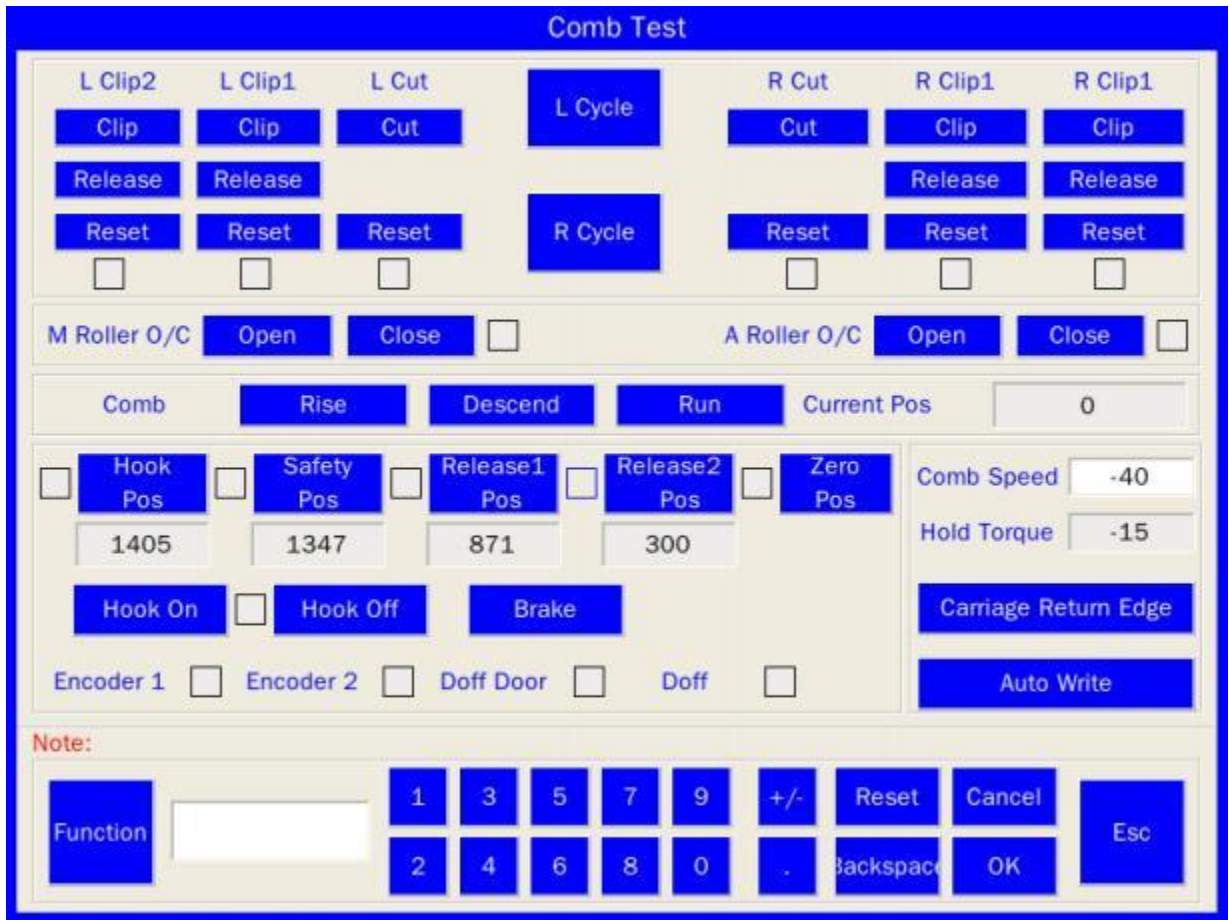 Comb Test
L Clip2 L Clip1 L Cut R Cut R Clip1 R Clip1
L Cycle
Clip Clip Cut Cut Clip Clip
Release Release Release Release
Reset Reset Reset R Cycle Reset Reset Reset
M Roller O/C Open Close A Roller O/C Open Close
Comb Rise Descend Run Current Pos 0
Hook Pos Safety Pos Release1 Pos Release2 Pos Zero Pos
Comb Speed -40
1405 1347 871 300
Hold Torque -15
Hook On Hook Off Brake
Carriage Return Edge
Encoder 1 Encoder 2 Doff Door Doff
Auto Write
Note:
Function
1 3 5 7 9 +/- Reset Cancel
2 4 6 8 0 . Backspace OK
Esc